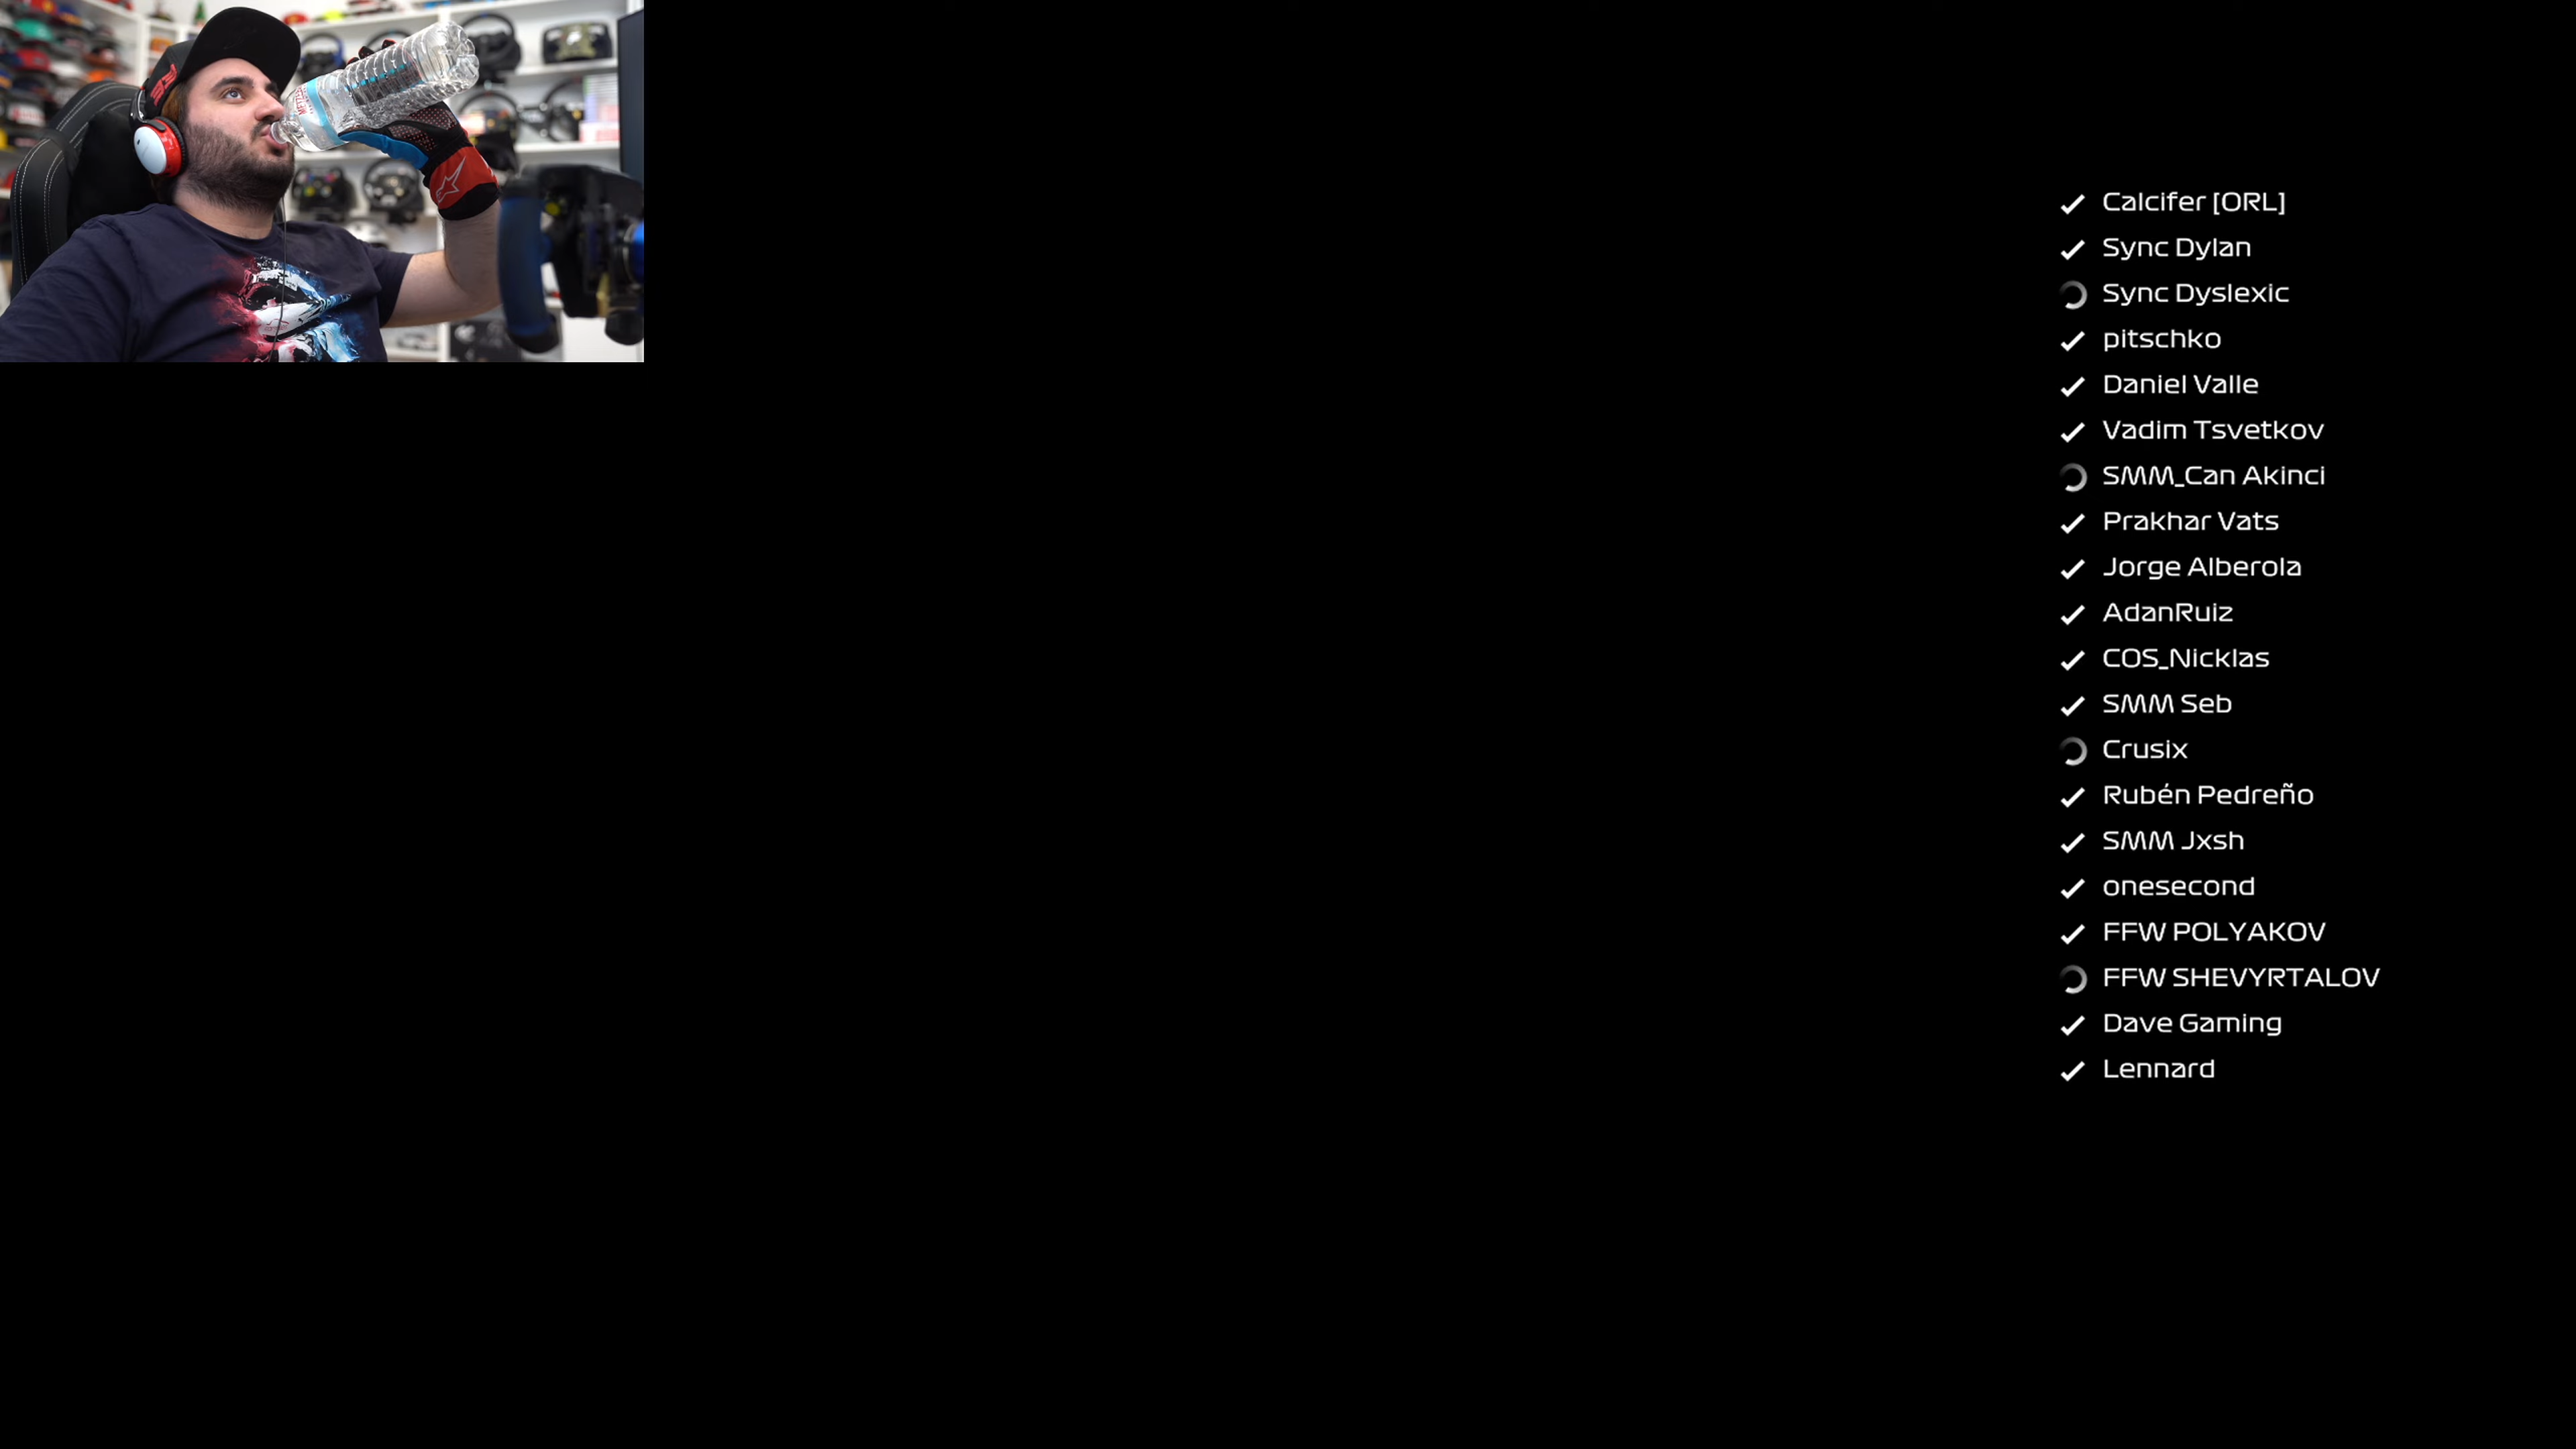 Calcifer [ORL]
Sync Dylan
Sync Dyslexic
pitschko
Daniel Valle
Vadim Tsvetkov
SMM_Can Akinci
Prakhar Vats
Jorge Alberola
AdanRuiz
COS_Nicklas
SMM Seb
Crusix
Rubén Pedreño
SMM Jxsh
onesecond
FFW POLYAKOV
FFW SHEVYRTALOV
Dave Gaming
Lennard